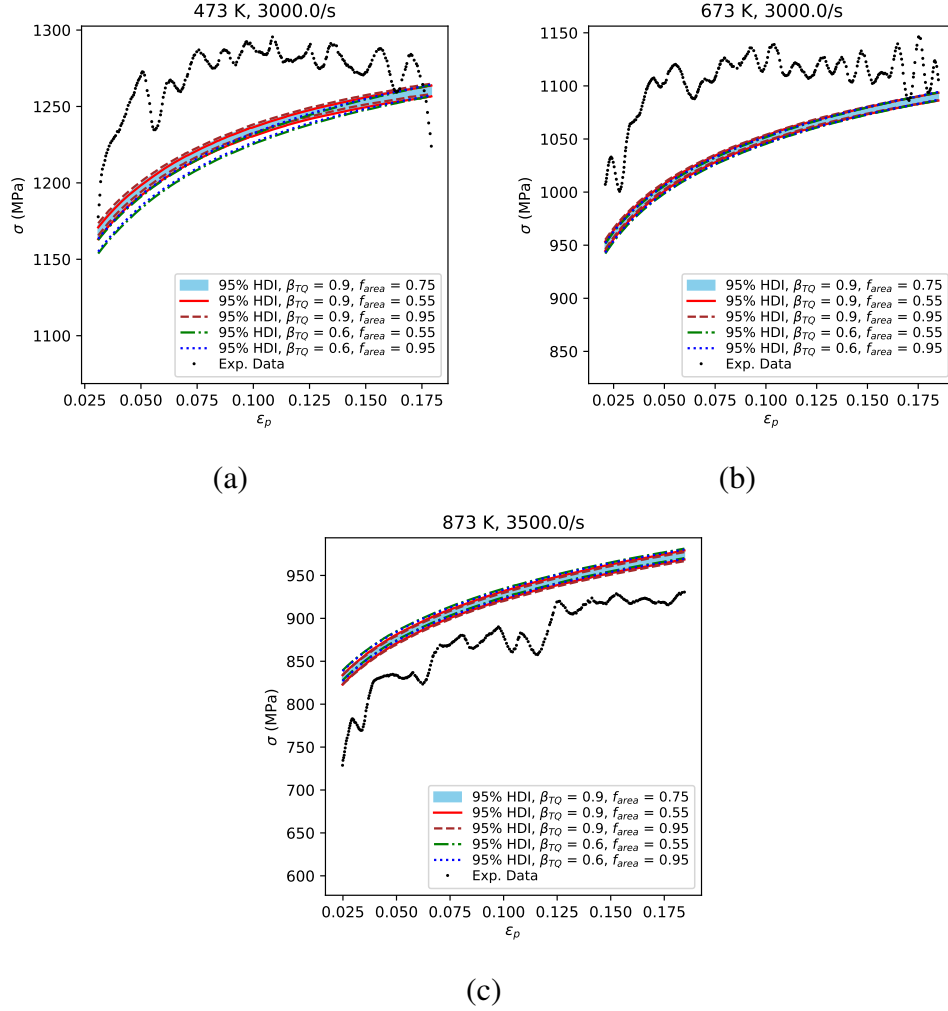 473 K, 3000.0/s
1300
1250
1200
1150
1100
σ (MPa)
95% HDI, β_TQ = 0.9, f_area = 0.75
95% HDI, β_TQ = 0.9, f_area = 0.55
95% HDI, β_TQ = 0.9, f_area = 0.95
95% HDI, β_TQ = 0.6, f_area = 0.55
95% HDI, β_TQ = 0.6, f_area = 0.95
Exp. Data
0.025 0.050 0.075 0.100 0.125 0.150 0.175
ε_p
(a)
673 K, 3000.0/s
1150
1100
1050
1000
950
900
850
σ (MPa)
95% HDI, β_TQ = 0.9, f_area = 0.75
95% HDI, β_TQ = 0.9, f_area = 0.55
95% HDI, β_TQ = 0.9, f_area = 0.95
95% HDI, β_TQ = 0.6, f_area = 0.55
95% HDI, β_TQ = 0.6, f_area = 0.95
Exp. Data
0.025 0.050 0.075 0.100 0.125 0.150 0.175
ε_p
(b)
873 K, 3500.0/s
950
900
850
800
750
700
650
600
σ (MPa)
95% HDI, β_TQ = 0.9, f_area = 0.75
95% HDI, β_TQ = 0.9, f_area = 0.55
95% HDI, β_TQ = 0.9, f_area = 0.95
95% HDI, β_TQ = 0.6, f_area = 0.55
95% HDI, β_TQ = 0.6, f_area = 0.95
Exp. Data
0.025 0.050 0.075 0.100 0.125 0.150 0.175
ε_p
(c)